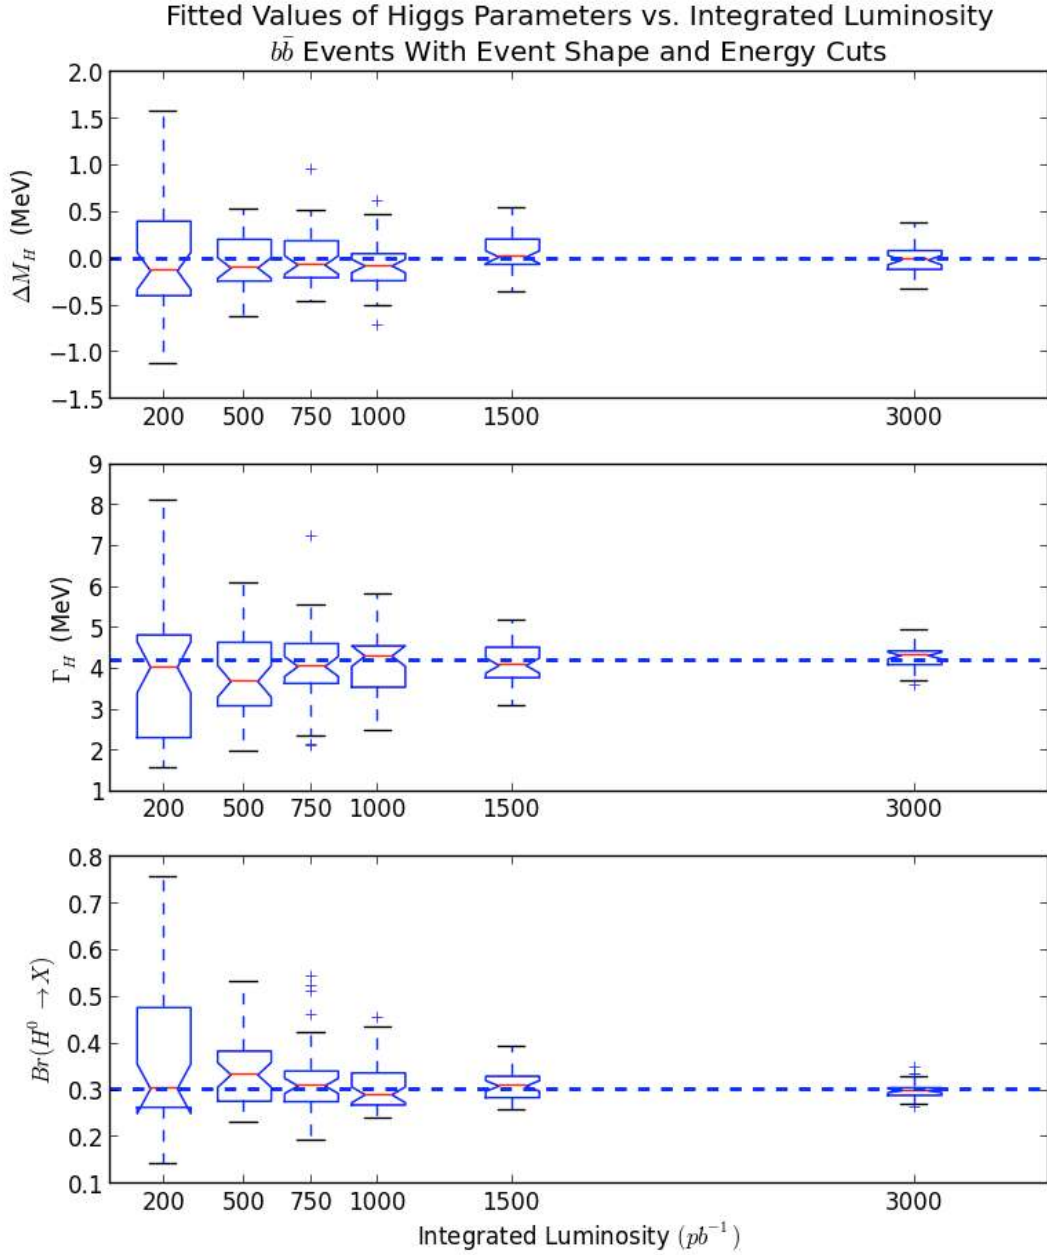 Fitted Values of Higgs Parameters vs. Integrated Luminosity
bb̄ Events With Event Shape and Energy Cuts
2.0
1.5
1.0
0.5
0.0
−0.5
−1.0
−1.5
ΔM_H (MeV)
200 500 750 1000 1500 3000
9
8
7
6
5
4
3
2
1
Γ_H (MeV)
200 500 750 1000 1500 3000
0.8
0.7
0.6
0.5
0.4
0.3
0.2
0.1
Br(H⁰ → X)
200 500 750 1000 1500 3000
Integrated Luminosity (pb⁻¹)